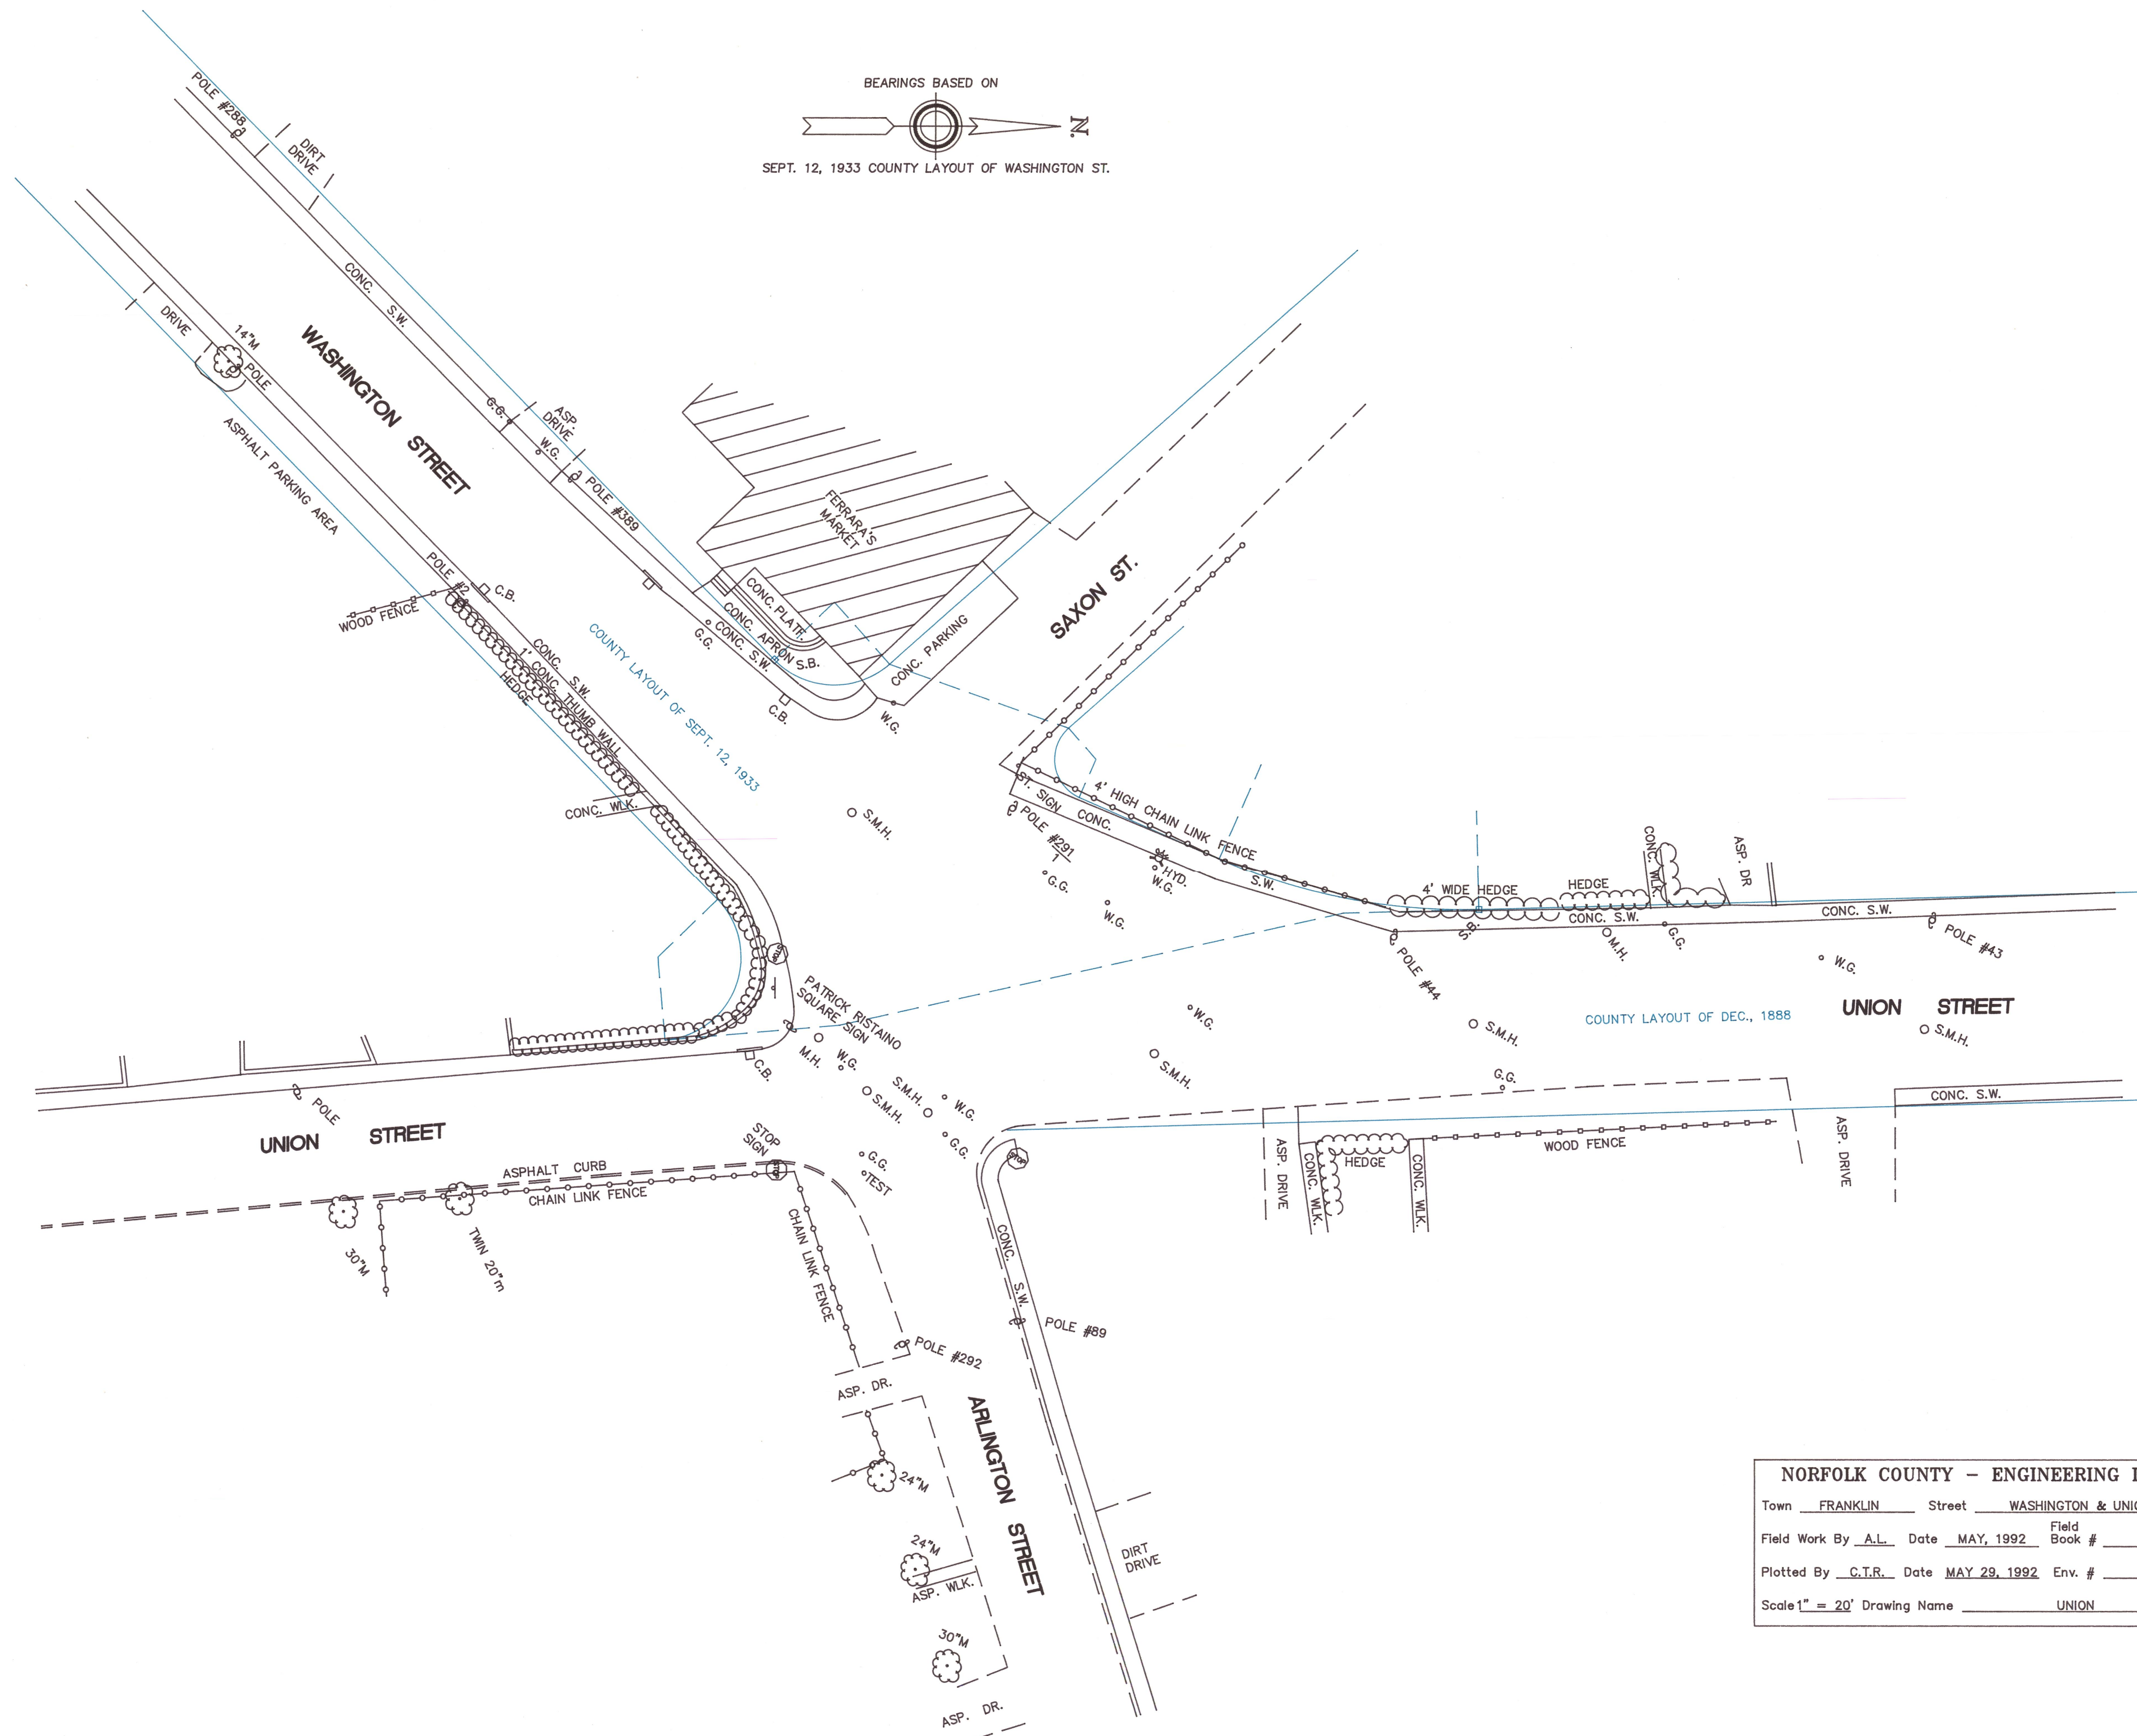 BEARINGS BASED ON
N.
SEPT. 12, 1933 COUNTY LAYOUT OF WASHINGTON ST.
POLE #288
DIRT
DRIVE
CONC. S.W.
DRIVE
14"M
POLE
WASHINGTON STREET
ASPHALT PARKING AREA
G.G.
ASP.
DRIVE
W.G.
POLE #389
FERRARA'S
MARKET
POLE #2
C.B.
WOOD FENCE
CONC. PLATF.
CONC. APRON
S.B.
CONC. S.W.
G.G.
C.B.
CONC. PARKING
W.G.
SAXON ST.
CONC. S.W.
1' CONC. THUMB WALL
HEDGE
COUNTY LAYOUT OF SEPT. 12, 1933
CONC. WLK.
S.M.H.
ST. SIGN
4' HIGH CHAIN LINK FENCE
CONC. S.W.
POLE #291
1
G.G.
HYD.
W.G.
W.G.
4' WIDE HEDGE
HEDGE
CONC. WLK.
ASP. DR
CONC. S.W.
CONC. S.W.
S.B.
POLE #44
M.H.
G.G.
W.G.
POLE #43
STOP
PATRICK RISTAINO
SQUARE SIGN
W.G.
S.M.H.
COUNTY LAYOUT OF DEC., 1888
UNION STREET
S.M.H.
C.B.
M.H.
W.G.
S.M.H.
S.M.H.
W.G.
S.M.H.
G.G.
G.G.
POLE
UNION STREET
STOP
SIGN
STOP
G.G.
TEST
STOP
ASPHALT CURB
CHAIN LINK FENCE
30"M
TWIN 20"m
CHAIN LINK FENCE
CONC. S.W.
ASP. DRIVE
CONC. WLK.
HEDGE
CONC. WLK.
WOOD FENCE
ASP. DRIVE
CONC. S.W.
POLE #89
POLE #292
ASP. DR.
24"M
ARLINGTON STREET
24"M
ASP. WLK.
DIRT
DRIVE
30"M
ASP. DR.
NORFOLK COUNTY – ENGINEERING
Town FRANKLIN Street WASHINGTON & UNIO
Field Work By A.L. Date MAY, 1992 Field Book #
Plotted By C.T.R. Date MAY 29, 1992 Env. #
Scale 1" = 20' Drawing Name UNION